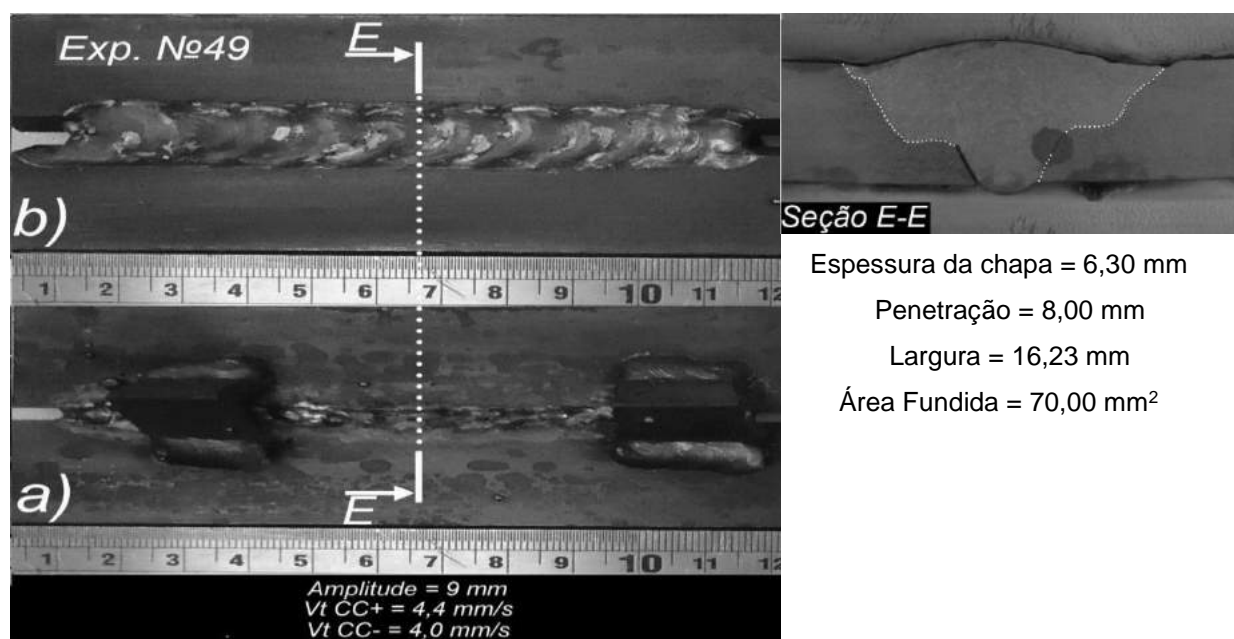 Exp. №49
E
b)
1 2 3 4 5 6 7 8 9 10 11 12
E
a)
1 2 3 4 5 6 7 8 9 10 11 12
Amplitude = 9 mm
Vt CC+ = 4,4 mm/s
Vt CC- = 4,0 mm/s
Seção E-E
Espessura da chapa = 6,30 mm
Penetração = 8,00 mm
Largura = 16,23 mm
Área Fundida = 70,00 mm²